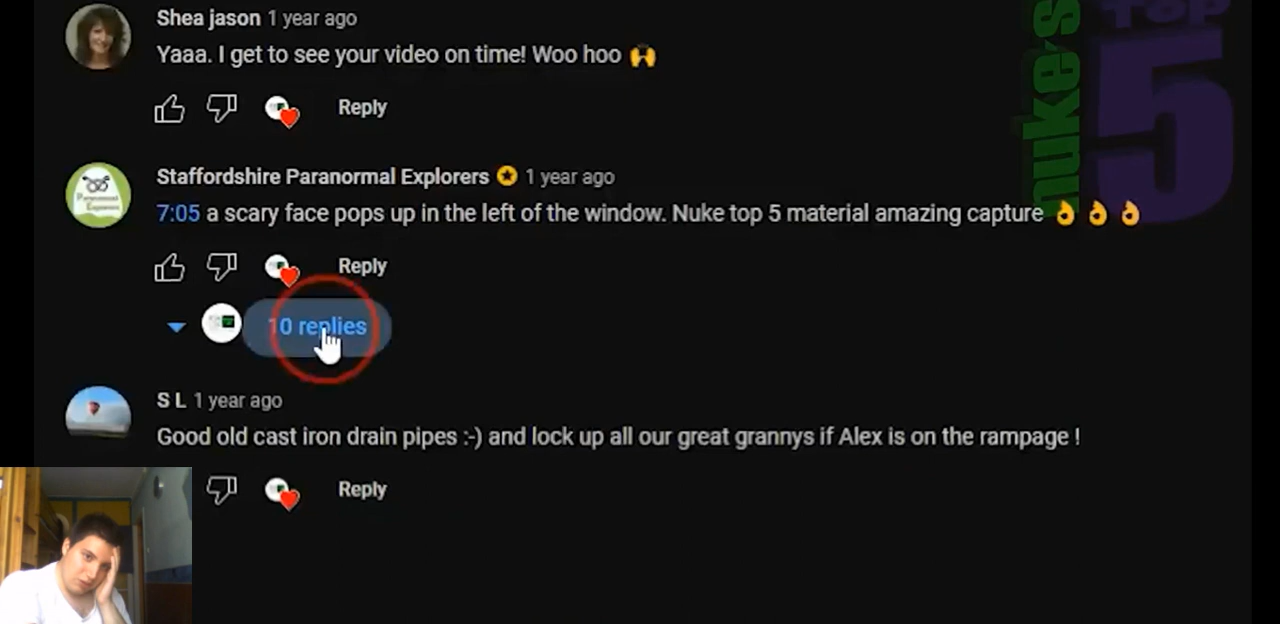 Shea jason 1 year ago
Yaaa. I get to see your video on time! Woo hoo 🙌
Reply
nuke's
Top
5
Staffordshire Paranormal Explorers 1 year ago
7:05 a scary face pops up in the left of the window. Nuke top 5 material amazing capture 👌👌👌
Reply
10 replies
S L 1 year ago
Good old cast iron drain pipes :-) and lock up all our great grannys if Alex is on the rampage !
Reply